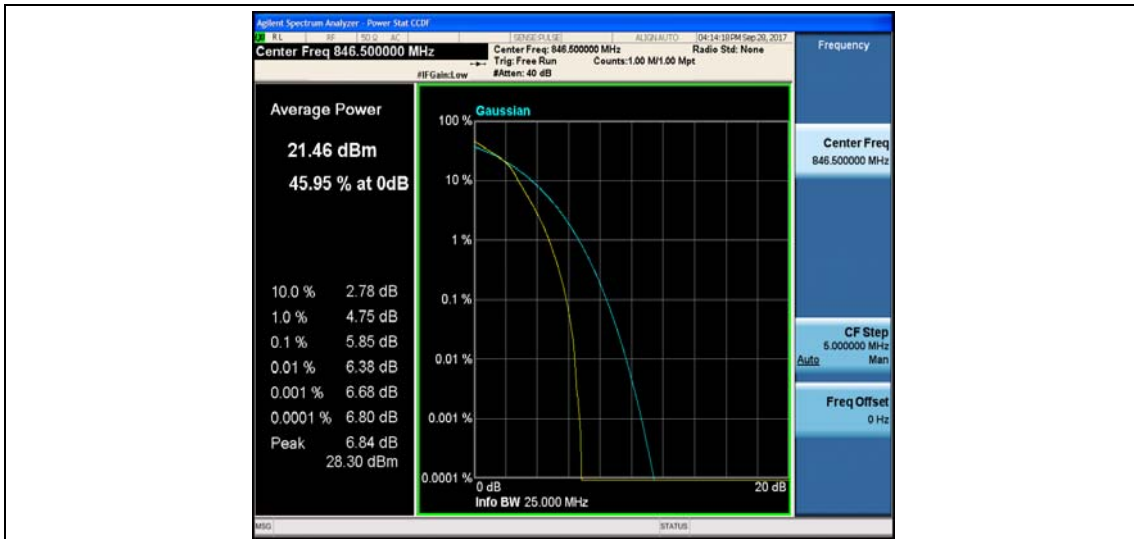 Agilent Spectrum Analyzer - Power Stat CCDF
RL RF 50 Ω AC SENSE:PULSE ALIGNAUTO 04:14:18 PM Sep 20, 2017
Center Freq 846.500000 MHz
Center Freq: 846.500000 MHz Radio Std: None
Trig: Free Run Counts:1.00 M/1.00 Mpt
#IFGain:Low #Atten: 40 dB
Frequency
Average Power
21.46 dBm
45.95 % at 0dB
10.0 % 2.78 dB
1.0 % 4.75 dB
0.1 % 5.85 dB
0.01 % 6.38 dB
0.001 % 6.68 dB
0.0001 % 6.80 dB
Peak 6.84 dB
28.30 dBm
Gaussian
100 %
10 %
1 %
0.1 %
0.01 %
0.001 %
0.0001 %
0 dB 20 dB
Info BW 25.000 MHz
Center Freq
846.500000 MHz
CF Step
5.000000 MHz
Auto Man
Freq Offset
0 Hz
MSG STATUS